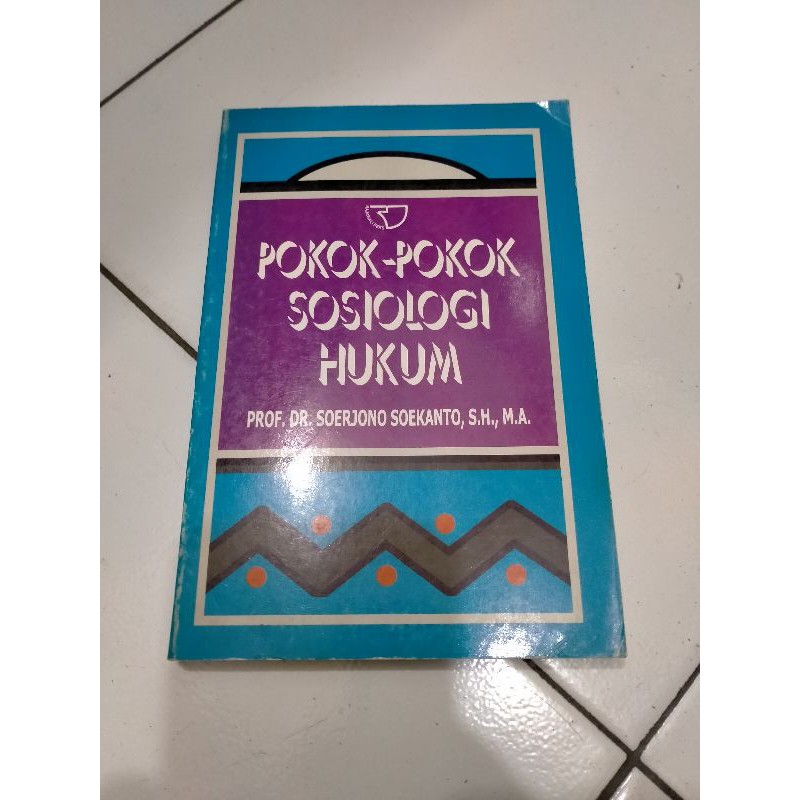 POKOK-POKOK
SOSIOLOGI
HUKUM
PROF. DR. SOERJONO SOEKANTO, S.H., M.A.